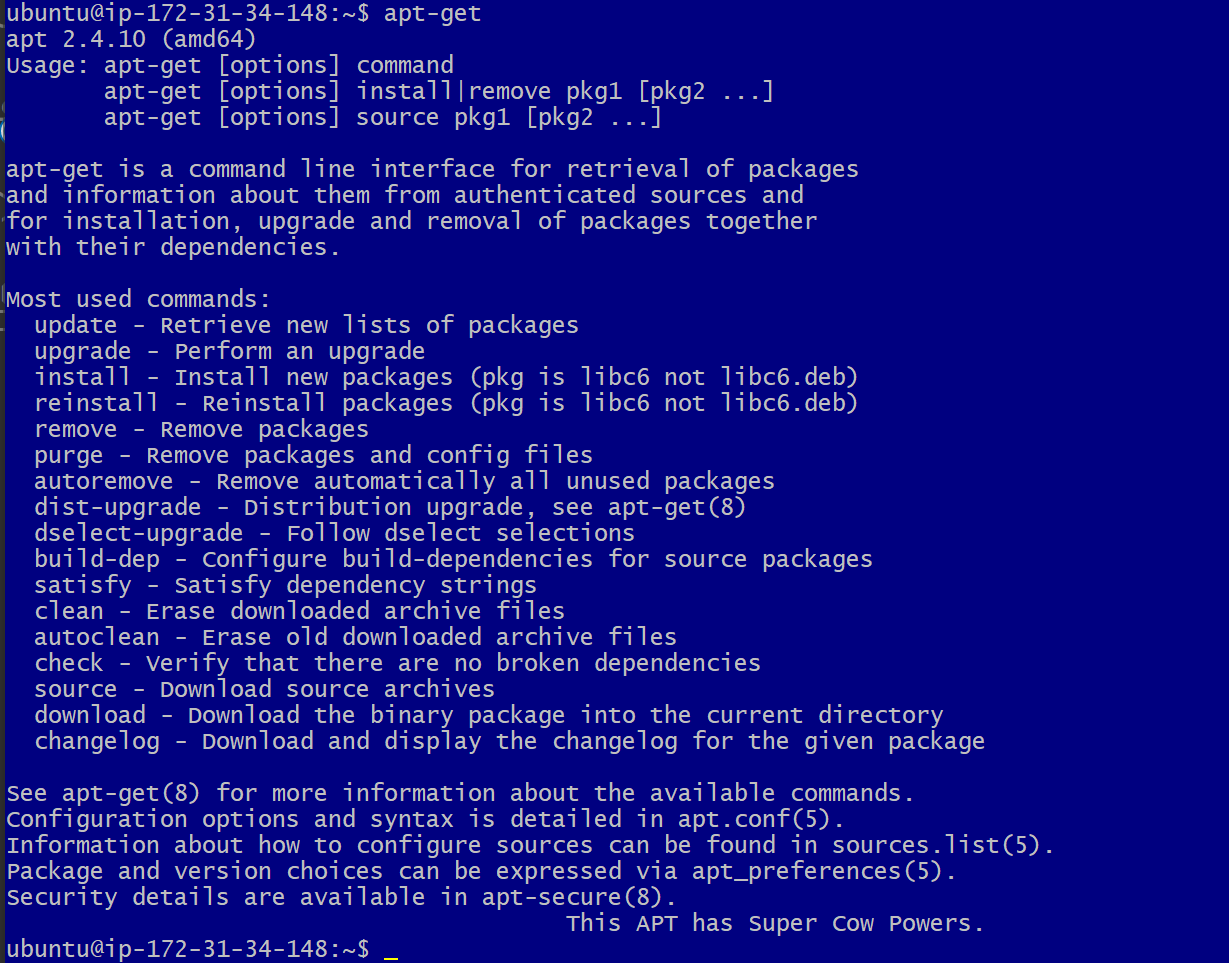 ubuntu@ip-172-31-34-148:~$ apt-get
apt 2.4.10 (amd64)
Usage: apt-get [options] command
       apt-get [options] install|remove pkg1 [pkg2 ...]
       apt-get [options] source pkg1 [pkg2 ...]

apt-get is a command line interface for retrieval of packages
and information about them from authenticated sources and
for installation, upgrade and removal of packages together
with their dependencies.

Most used commands:
  update - Retrieve new lists of packages
  upgrade - Perform an upgrade
  install - Install new packages (pkg is libc6 not libc6.deb)
  reinstall - Reinstall packages (pkg is libc6 not libc6.deb)
  remove - Remove packages
  purge - Remove packages and config files
  autoremove - Remove automatically all unused packages
  dist-upgrade - Distribution upgrade, see apt-get(8)
  dselect-upgrade - Follow dselect selections
  build-dep - Configure build-dependencies for source packages
  satisfy - Satisfy dependency strings
  clean - Erase downloaded archive files
  autoclean - Erase old downloaded archive files
  check - Verify that there are no broken dependencies
  source - Download source archives
  download - Download the binary package into the current directory
  changelog - Download and display the changelog for the given package

See apt-get(8) for more information about the available commands.
Configuration options and syntax is detailed in apt.conf(5).
Information about how to configure sources can be found in sources.list(5).
Package and version choices can be expressed via apt_preferences(5).
Security details are available in apt-secure(8).
                                        This APT has Super Cow Powers.
ubuntu@ip-172-31-34-148:~$ _